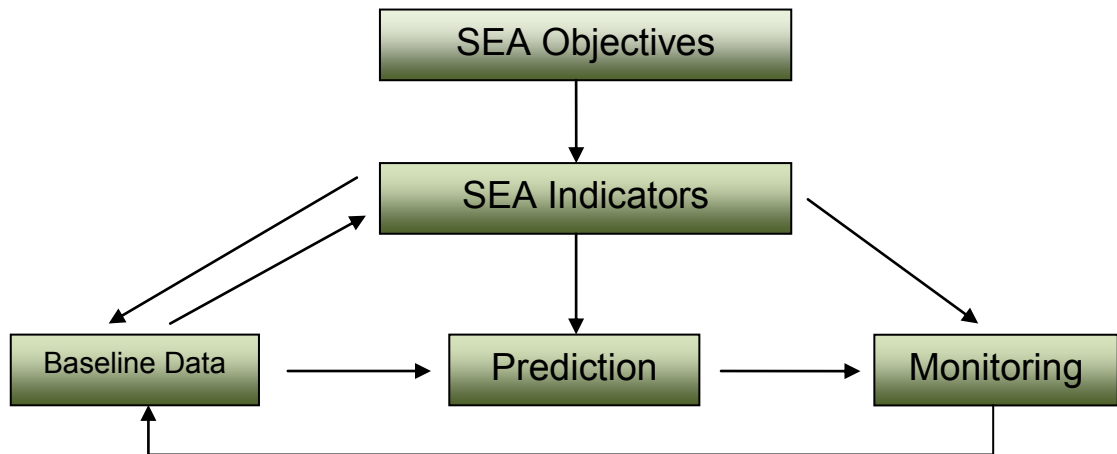 SEA Objectives
SEA Indicators
Baseline Data
Prediction
Monitoring